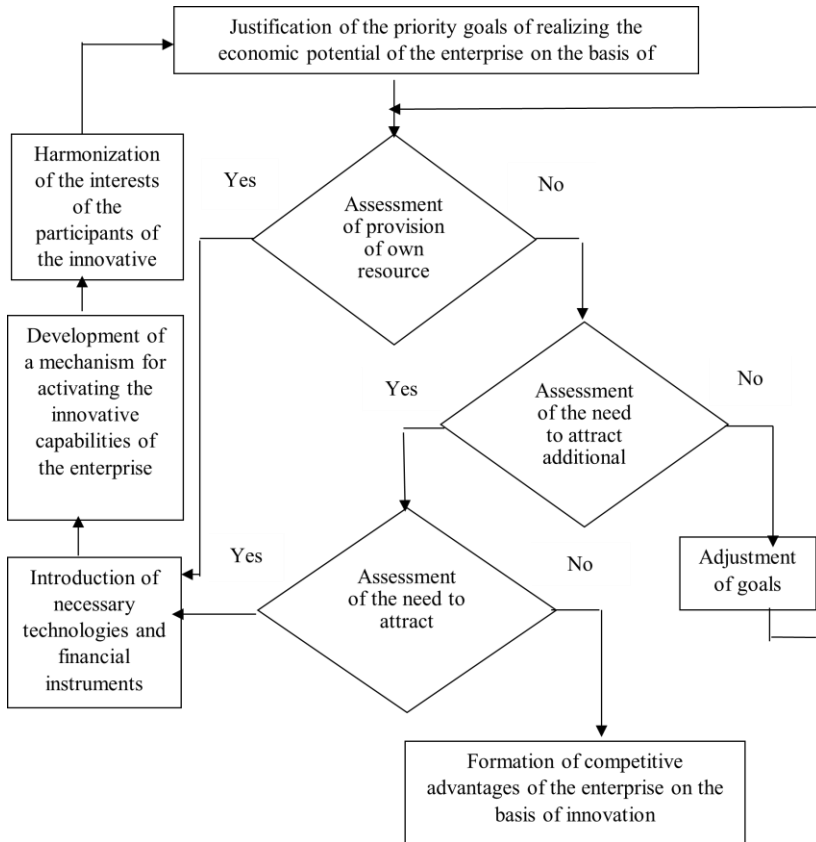 Justification of the priority goals of realizing the
economic potential of the enterprise on the basis of
Harmonization
of the interests
of the
participants of
the innovative
Yes
Assessment
of provision
of own
resource
No
Development of
a mechanism for
activating the
innovative
capabilities of
the enterprise
Yes
Assessment
of the need
to attract
additional
No
Introduction of
necessary
technologies and
financial
instruments
Yes
Assessment
of the need to
attract
No
Adjustment
of goals
Formation of competitive
advantages of the enterprise on the
basis of innovation